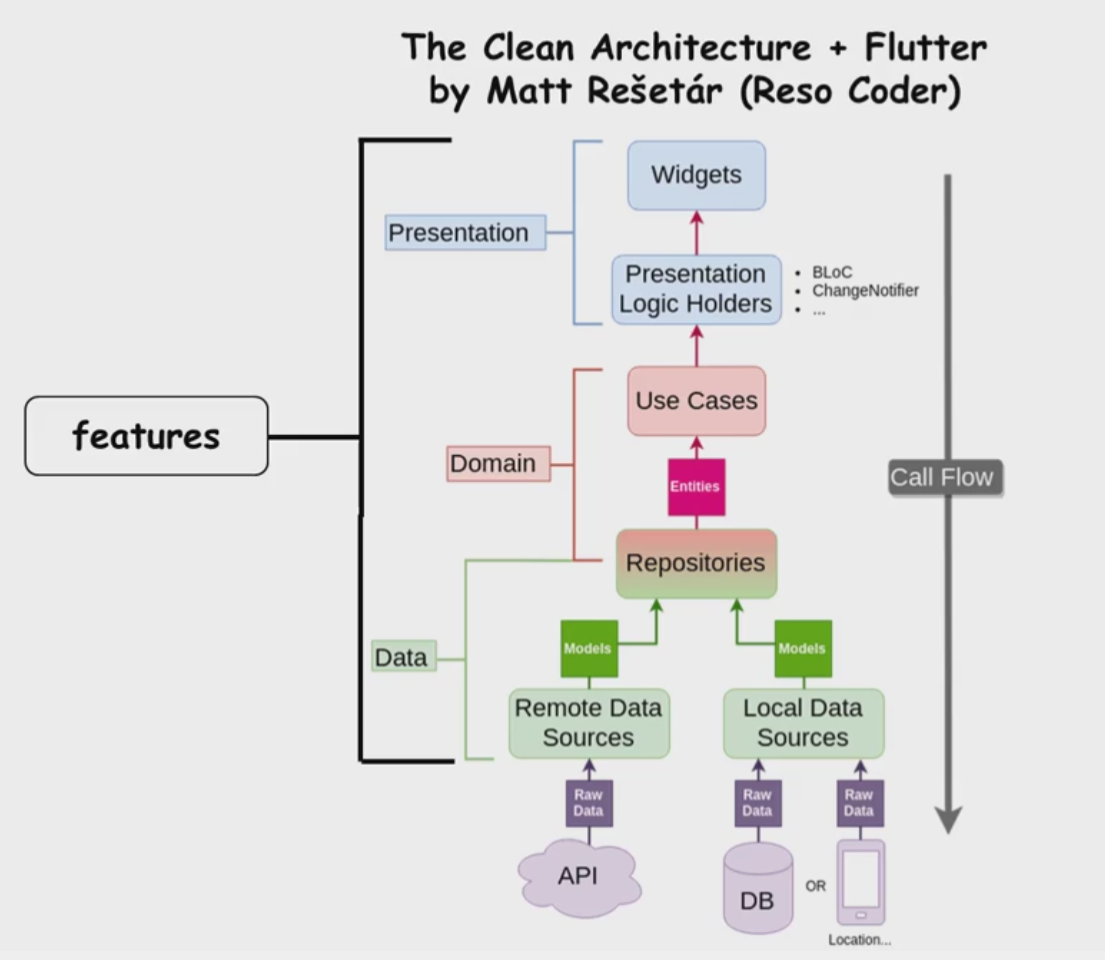 The Clean Architecture + Flutter
by Matt Rešetár (Reso Coder)
Widgets
Presentation
Presentation
Logic Holders
• BLoC
• ChangeNotifier
• ...
Use Cases
features
Domain
Entities
Call Flow
Repositories
Models
Models
Data
Remote Data
Sources
Local Data
Sources
Raw
Data
Raw
Data
Raw
Data
API
DB
OR
Location...